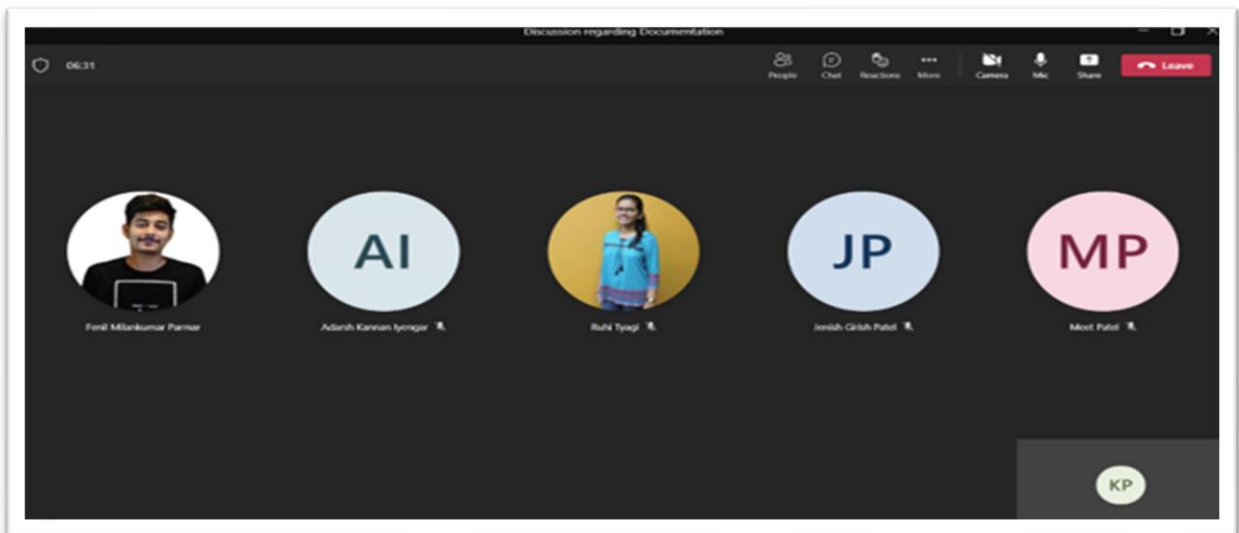 Discussion regarding Documentation
06:31
People Chat Reactions More Camera Mic Share Leave
AI JP MP
Fenil Milankumar Parmar Adarsh Kannan Iyengar Ruhi Tyagi Jenish Girish Patel Meet Patel
KP